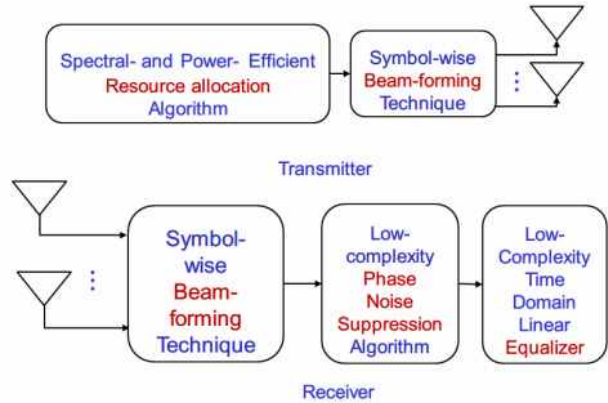 Spectral- and Power- Efficient
Resource allocation
Algorithm
Symbol-wise
Beam-forming
Technique
Transmitter
Symbol-
wise
Beam-
forming
Technique
Low-
complexity
Phase
Noise
Suppression
Algorithm
Low-
Complexity
Time
Domain
Linear
Equalizer
Receiver